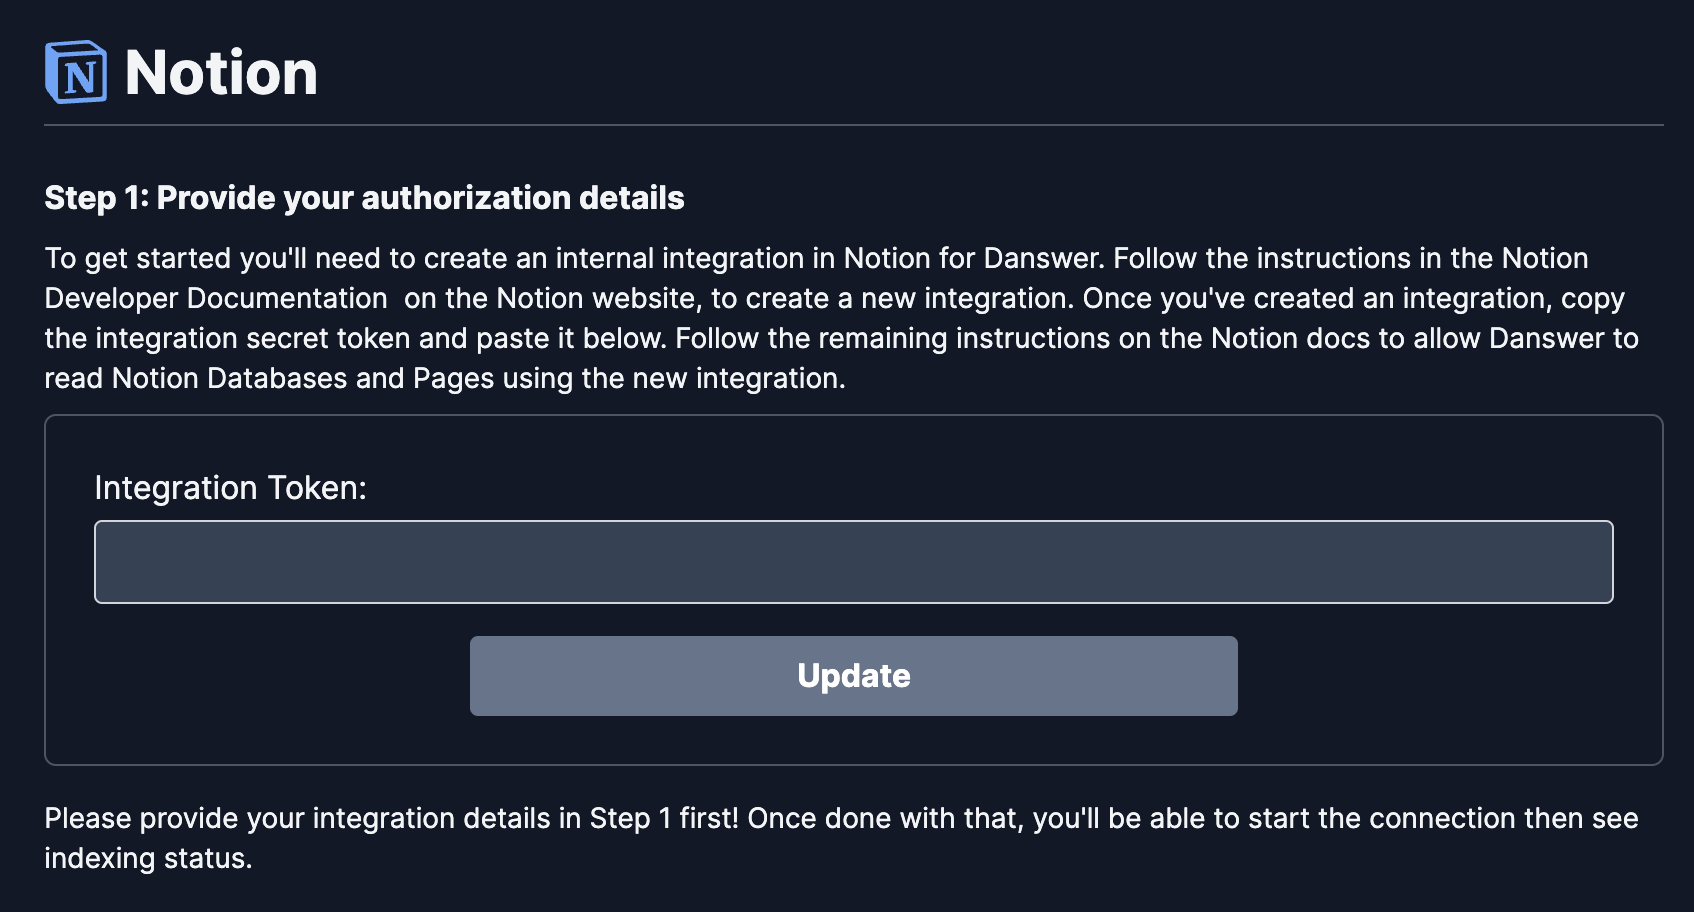 N Notion
Step 1: Provide your authorization details
To get started you'll need to create an internal integration in Notion for Danswer. Follow the instructions in the Notion
Developer Documentation  on the Notion website, to create a new integration. Once you've created an integration, copy
the integration secret token and paste it below. Follow the remaining instructions on the Notion docs to allow Danswer to
read Notion Databases and Pages using the new integration.
Integration Token:
Update
Please provide your integration details in Step 1 first! Once done with that, you'll be able to start the connection then see
indexing status.